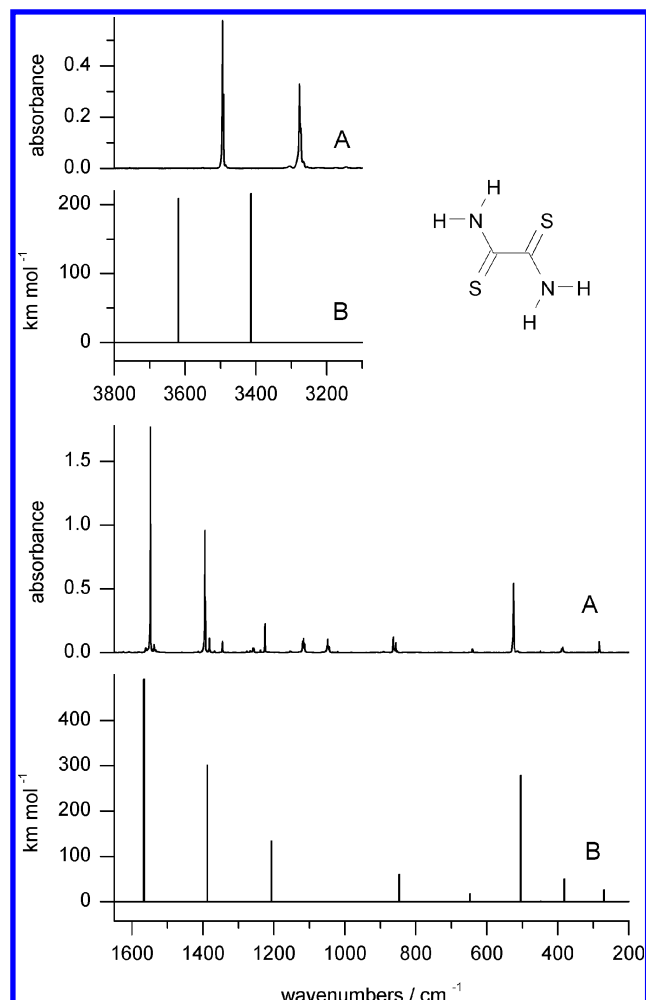 absorbance
0.4
0.2
0.0
A
km mol -1
200
100
0
B
3800 3600 3400 3200
H
H N S
S N H
H
absorbance
1.5
1.0
0.5
0.0
A
km mol -1
400
300
200
100
0
B
1600 1400 1200 1000 800 600 400 200
wavenumbers / cm -1